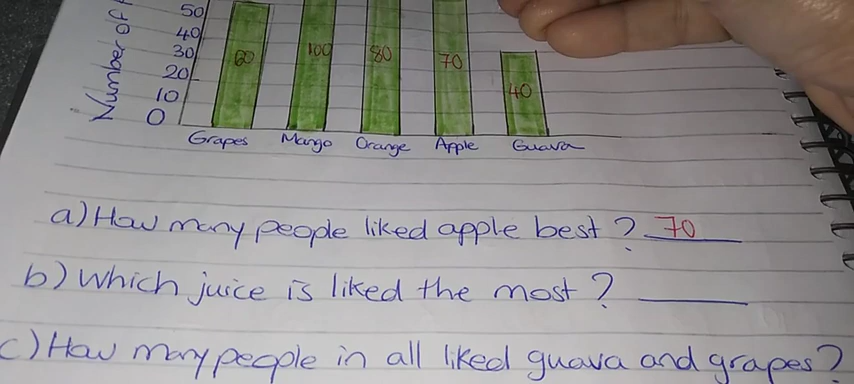 Number of
50
40
30
20
10
0
60 100 80 70 40
Grapes Mango Orange Apple Guava
a) How many people liked apple best? 70
b) Which juice is liked the most?
c) How many people in all liked guava and grapes?